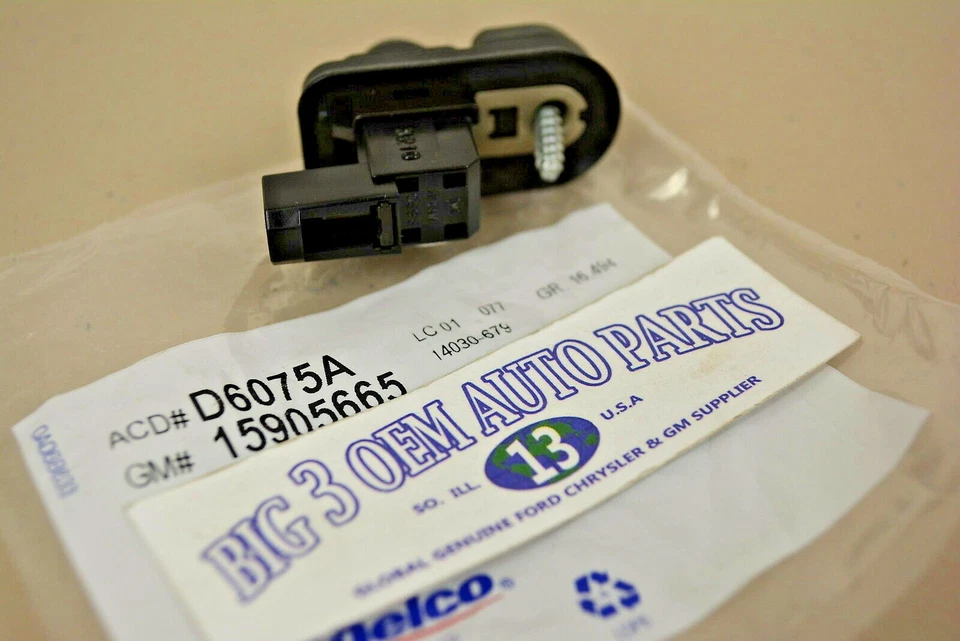 LC 01 077 GR 16.494
14030-679
ACD# D6075A
GM# 15905665
BIG 3 OEM AUTO PARTS
SO. ILL. 13 U.S.A
GLOBAL GENUINE FORD CHRYSLER & GM SUPPLIER
elco®